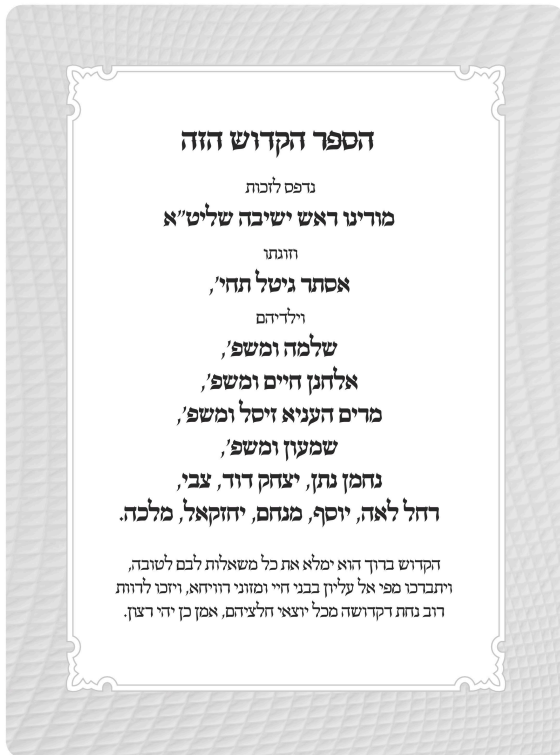 הספר הקדוש הזה
נדפס לזכות
מודינו ראש ישיבה שליט״א
וזוגתו
אסתר גיטל תחי׳,
וילדיהם
שלמה ומשפ׳,
אלחנן חיים ומשפ׳,
מרים העניא זיסל ומשפ׳,
שמעון ומשפ׳,
נחמן נתן, יצחק דוד, צבי,
רחל לאה, יוסף, מנחם, יחזקאל, מלכה.
הקדוש ברוך הוא ימלא את כל משאלות לבם לטובה,
ויתברכו מפי אל עליון בבני חיי ומזוני רוויחא, ויזכו לרוות
רוב נחת דקדושה מכל יוצאי חלציהם, אמן כן יהי רצון.